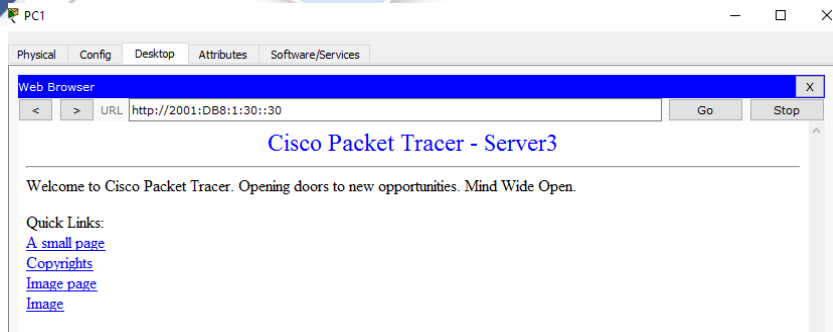 PC1
Physical Config Desktop Attributes Software/Services
Web Browser X
< > URL http://2001:DB8:1:30::30 Go Stop
Cisco Packet Tracer - Server3
Welcome to Cisco Packet Tracer. Opening doors to new opportunities. Mind Wide Open.
Quick Links:
A small page
Copyrights
Image page
Image